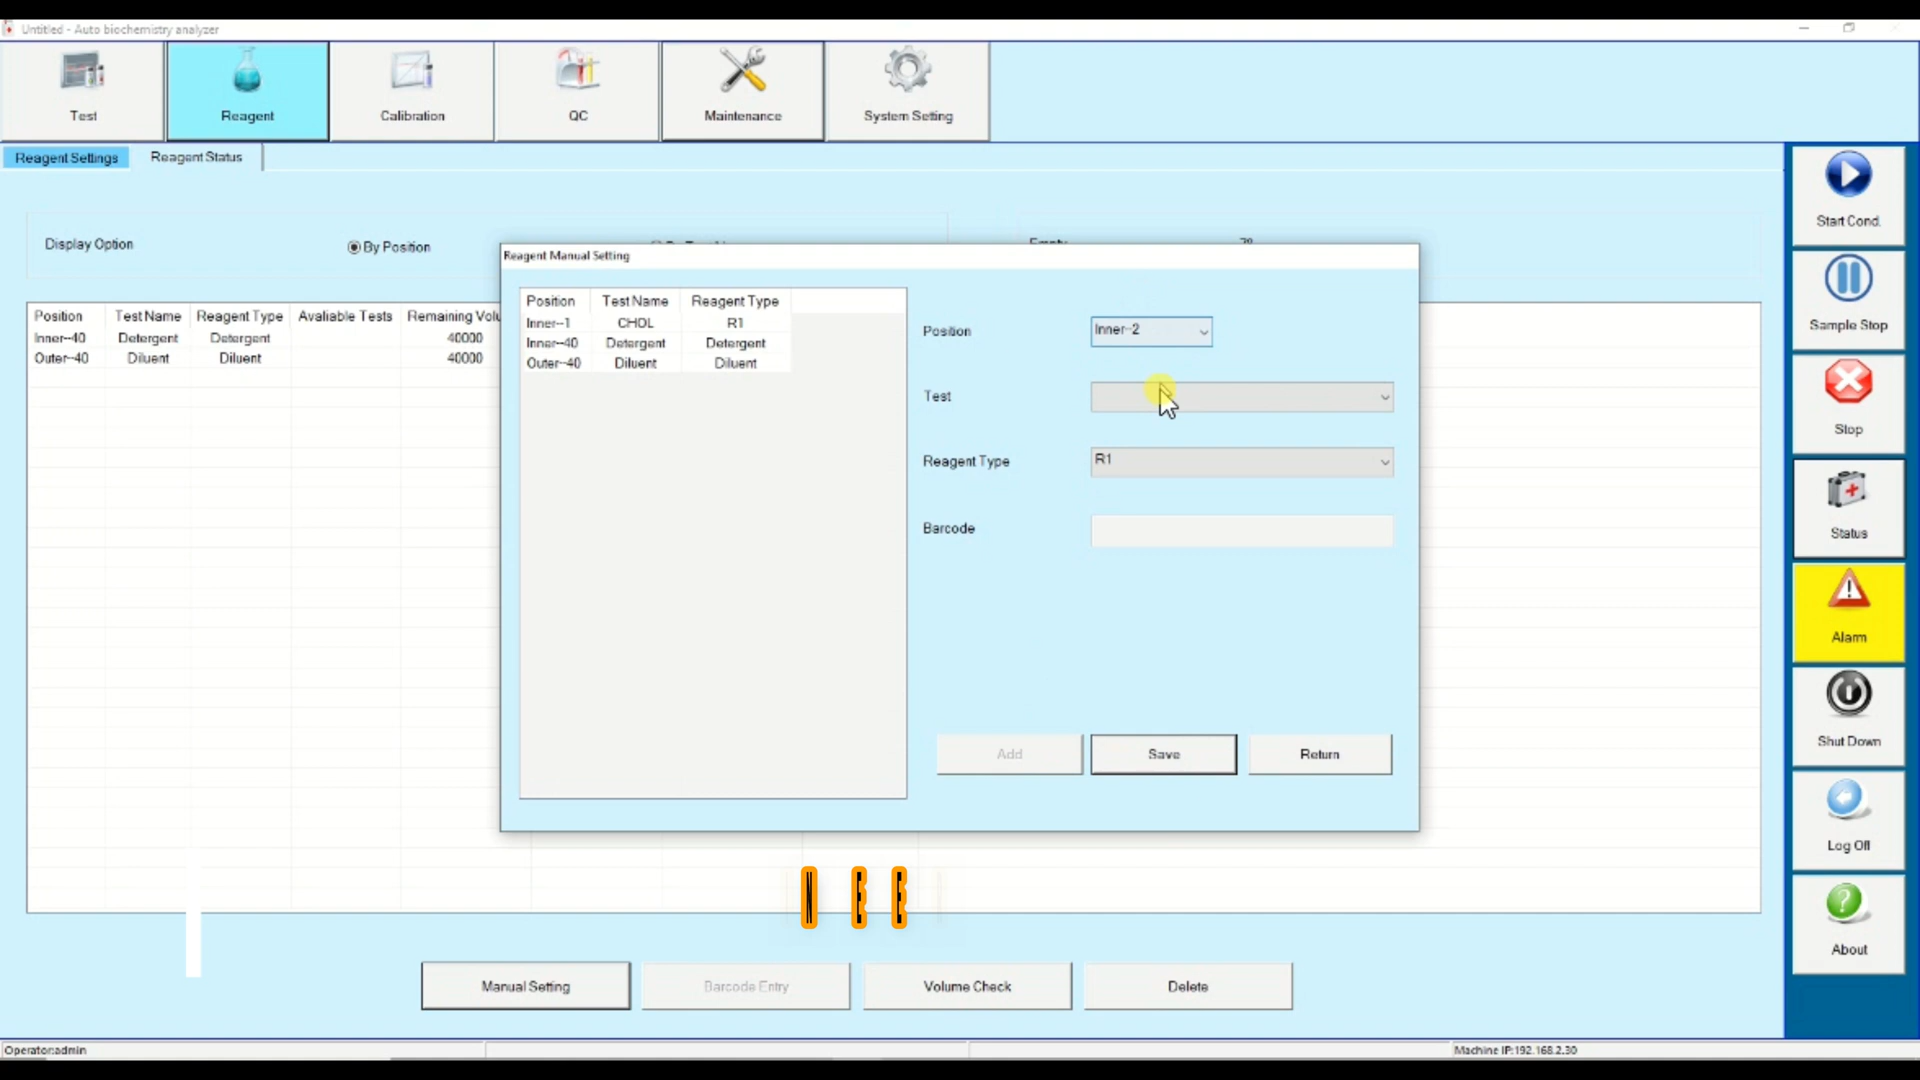 Untitled - Auto biochemistry analyzer
Test
Reagent
Calibration
QC
Maintenance
System Setting
Reagent Settings
Reagent Status
Display Option
By Position
Position Test Name Reagent Type Avaliable Tests Remaining Volu
Inner--40 Detergent Detergent 40000
Outer--40 Diluent Diluent 40000
Reagent Manual Setting
Position Test Name Reagent Type
Inner--1 CHOL R1
Inner--40 Detergent Detergent
Outer--40 Diluent Diluent
Position Inner--2
Test
Reagent Type R1
Barcode
Add Save Return
N E E
Manual Setting Barcode Entry Volume Check Delete
Start Cond.
Sample Stop
Stop
Status
Alarm
Shut Down
Log Off
About
Operator:admin
Machine IP:192.168.2.30